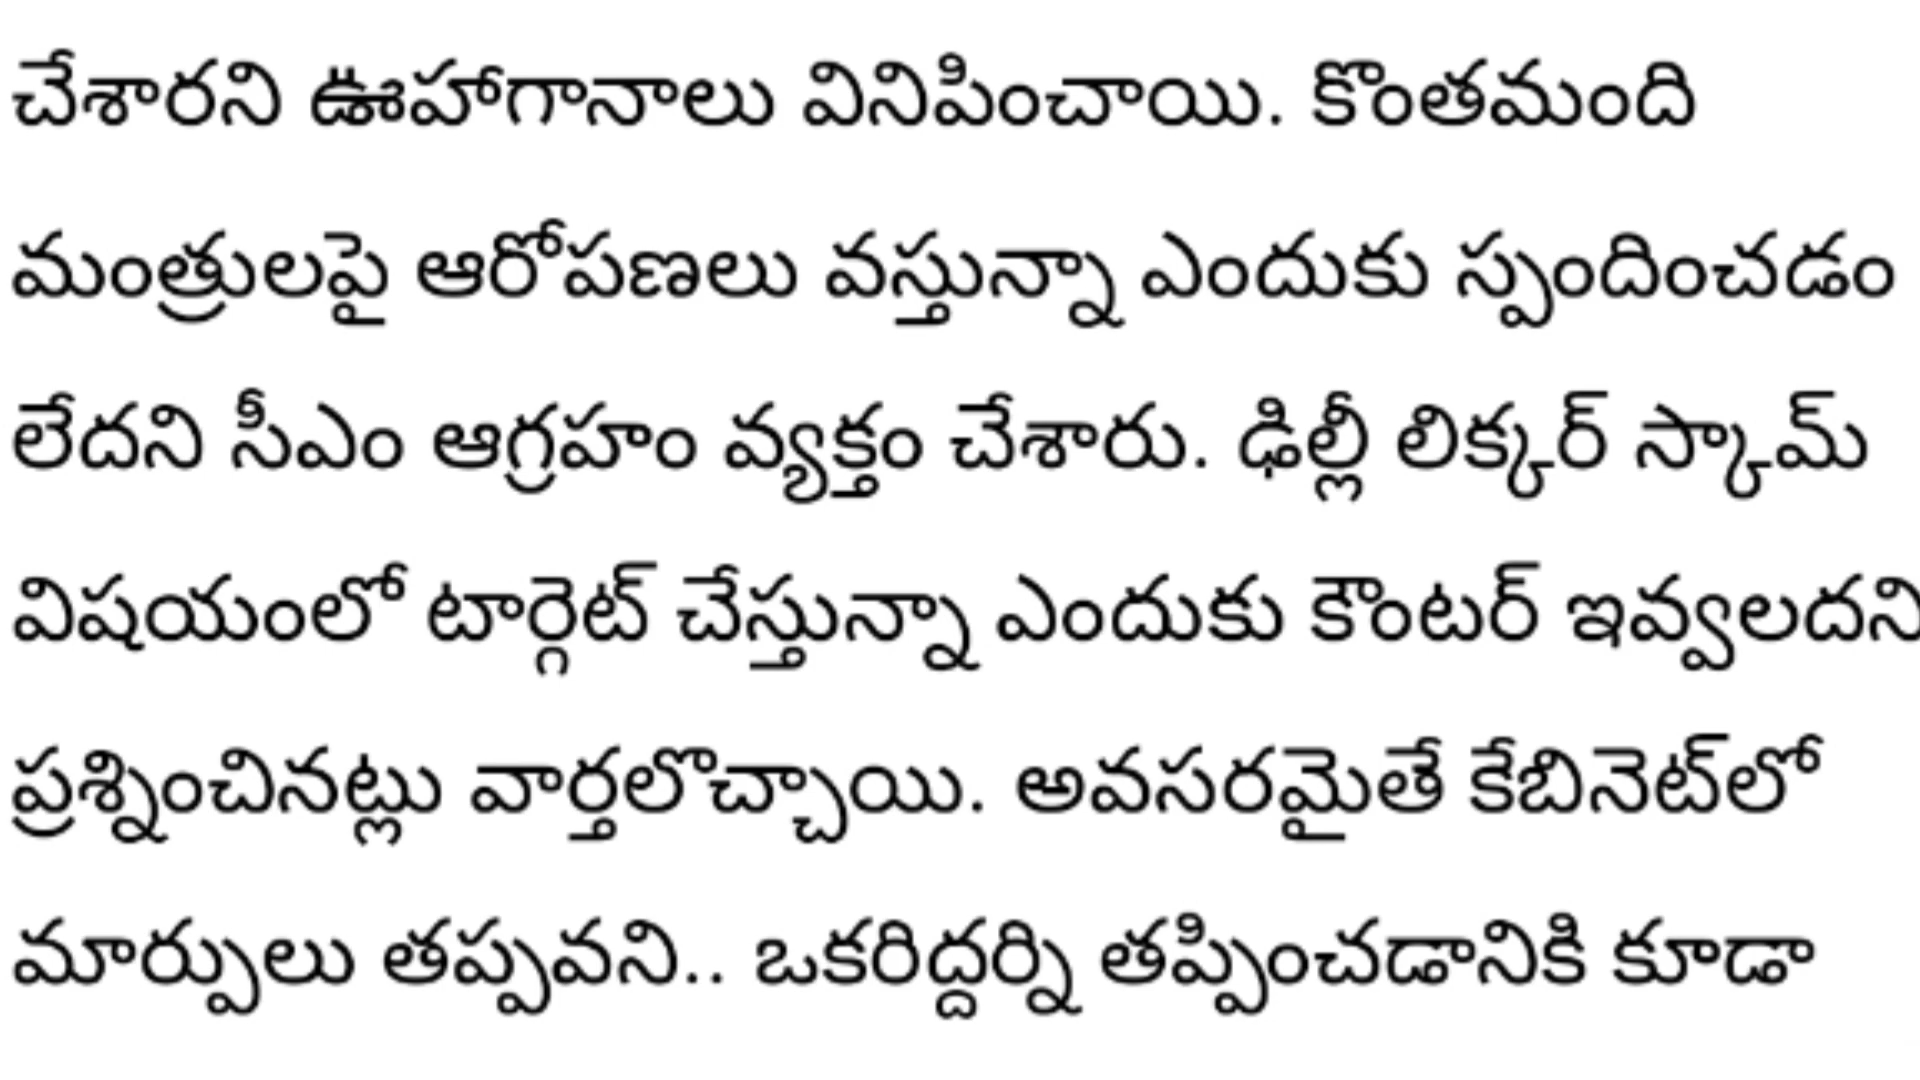 చేశారని ఊహాగానాలు వినిపించాయి. కొంతమంది
మంత్రులపై ఆరోపణలు వస్తున్నా ఎందుకు స్పందించడం
లేదని సీఎం ఆగ్రహం వ్యక్తం చేశారు. ఢిల్లీ లిక్కర్ స్కామ్
విషయంలో టార్గెట్ చేస్తున్నా ఎందుకు కౌంటర్ ఇవ్వలదని
ప్రశ్నించినట్లు వార్తలొచ్చాయి. అవసరమైతే కేబినెట్‌లో
మార్పులు తప్పవని.. ఒకరిద్దర్ని తప్పించడానికి కూడా